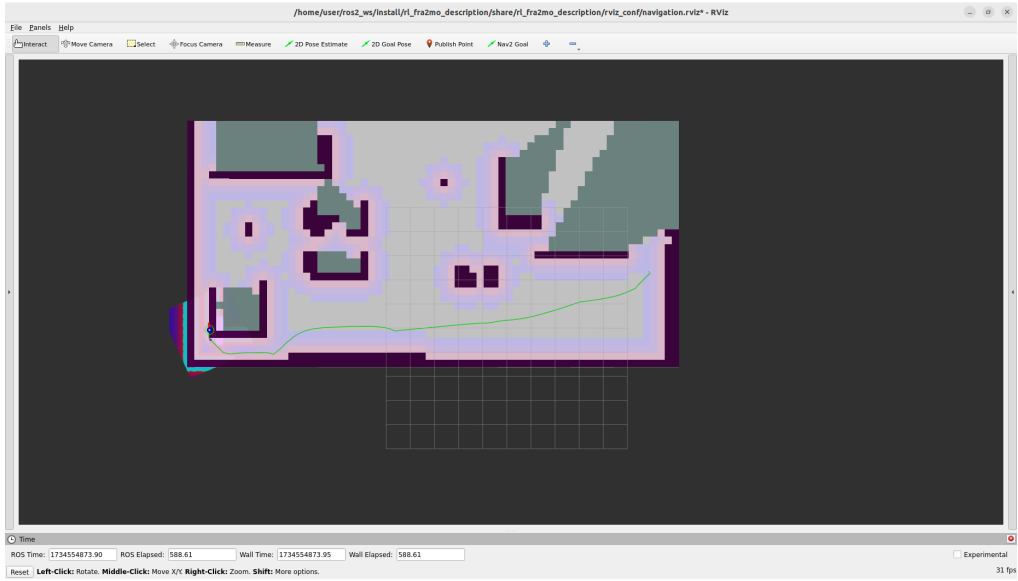 /home/user/ros2_ws/install/rl_fra2mo_description/share/rl_fra2mo_description/rviz_conf/navigation.rviz* - RViz
File Panels Help
Interact Move Camera Select Focus Camera Measure 2D Pose Estimate 2D Goal Pose Publish Point Nav2 Goal
Time
ROS Time: 1734554873.90 ROS Elapsed: 588.61 Wall Time: 1734554873.95 Wall Elapsed: 588.61 Experimental
Reset Left-Click: Rotate. Middle-Click: Move X/Y. Right-Click: Zoom. Shift: More options. 31 fps